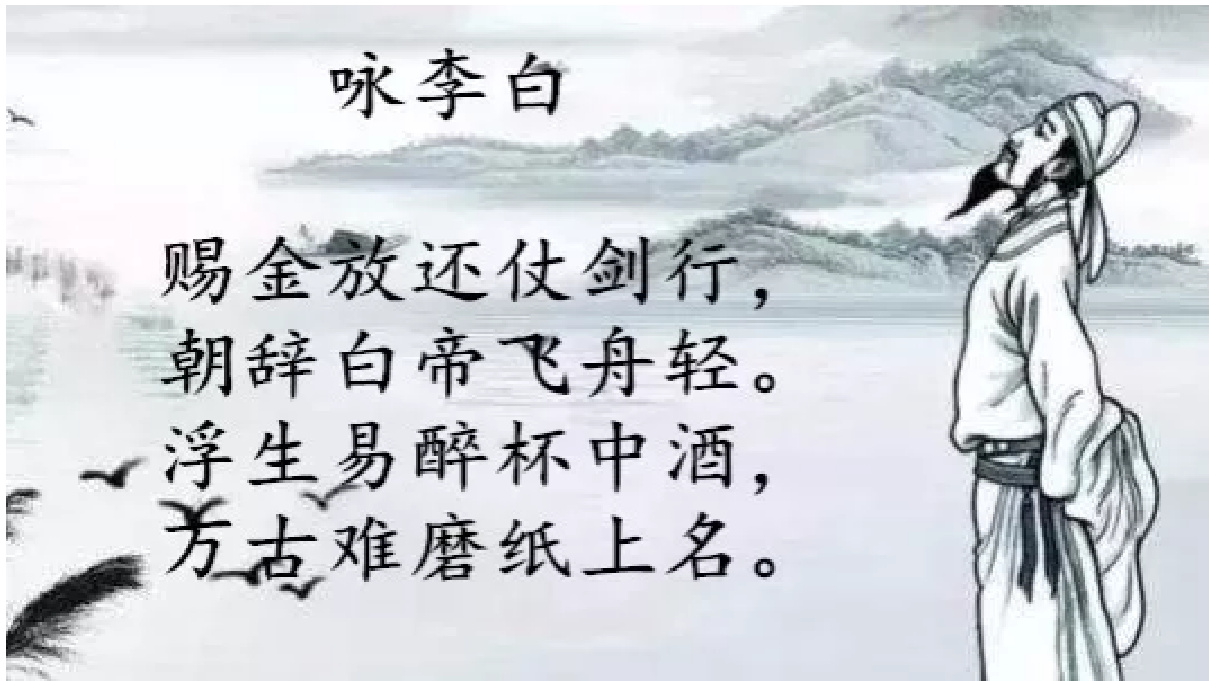 咏李白
赐金放还仗剑行，
朝辞白帝飞舟轻。
浮生易醉杯中酒，
万古难磨纸上名。